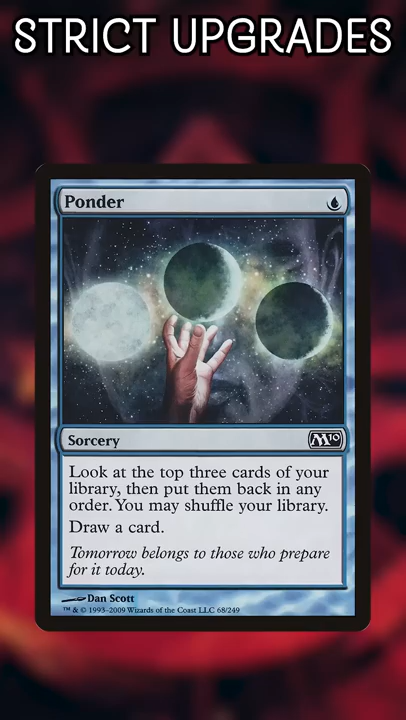 STRICT UPGRADES
Ponder
Sorcery
M10
Look at the top three cards of your
library, then put them back in any
order. You may shuffle your library.
Draw a card.
Tomorrow belongs to those who prepare
for it today.
Dan Scott
™ & © 1993–2009 Wizards of the Coast LLC 68/249